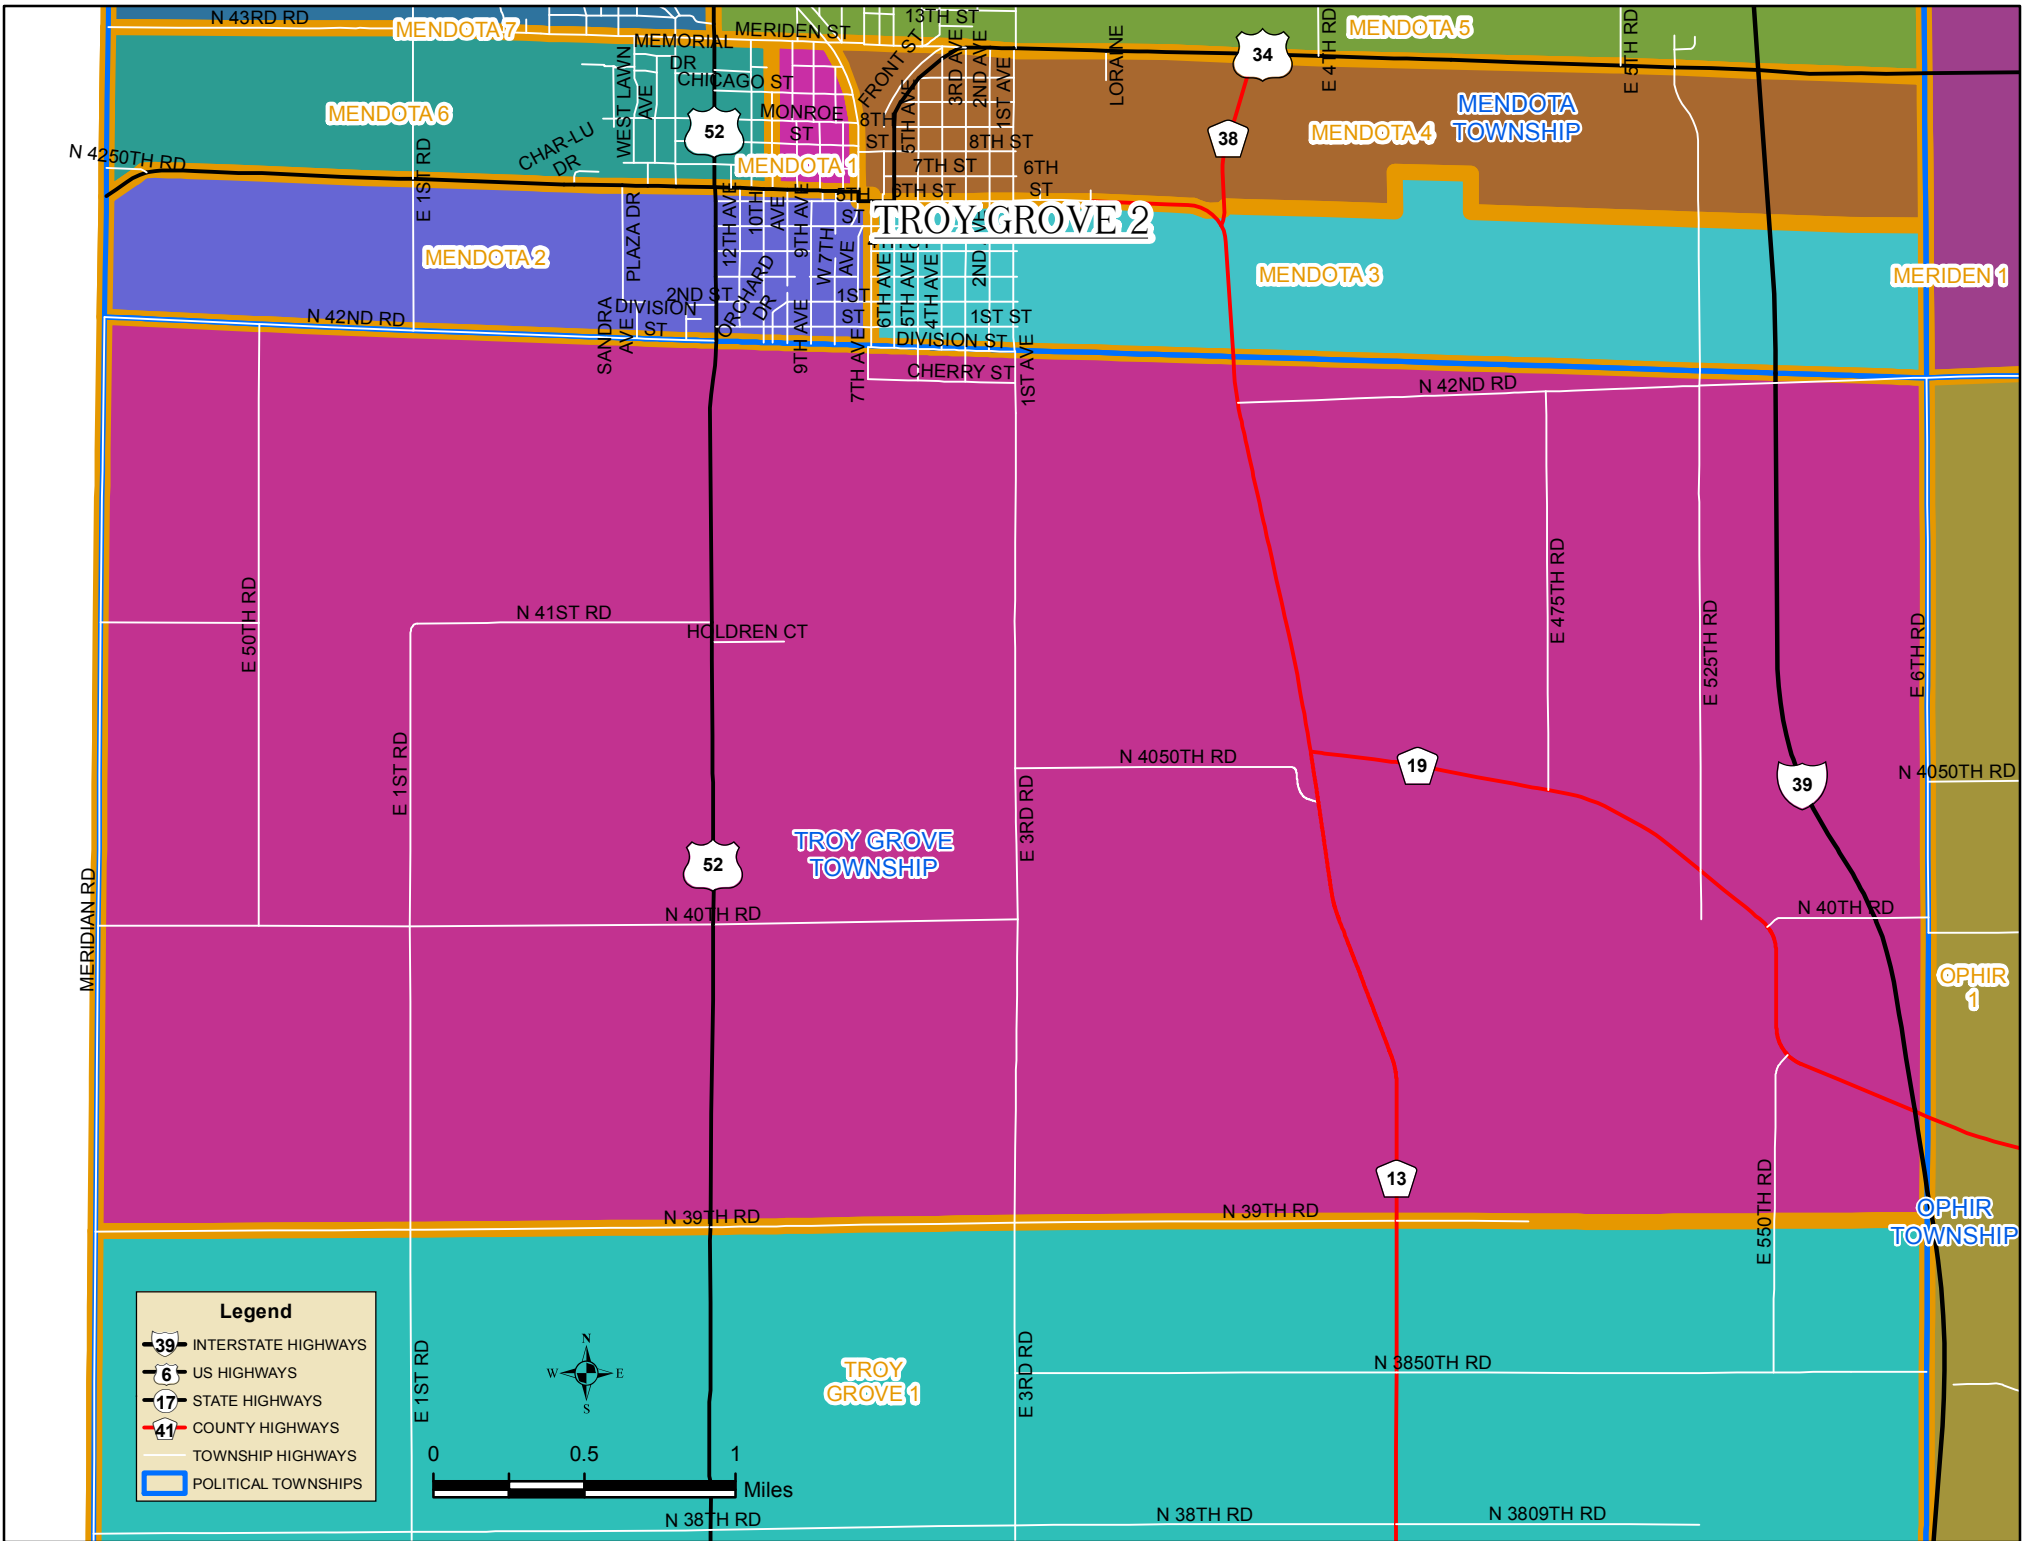 N 43RD RD
MENDOTA 7
MERIDEN ST
13TH ST
MENDOTA 5
E 4TH RD
E 5TH RD
MEMORIAL
DR
CHICAGO ST
WEST LAWN
AVE
FRONT ST
3RD AVE
2ND AVE
1ST AVE
LORAINE
34
MENDOTA 6
MONROE
ST
52
8TH
ST
5TH AVE
8TH ST
38
MENDOTA 4
MENDOTA
TOWNSHIP
N 4250TH RD
CHAR-LU
DR
E 1ST RD
MENDOTA 1
7TH ST
6TH
ST
6TH ST
5TH
ST
TROY GROVE 2
MENDOTA 2
PLAZA DR
12TH AVE
10TH
AVE
9TH AVE
W 7TH
AVE
MENDOTA 3
MERIDEN 1
N 42ND RD
SANDRA
AVE
DIVISION
ST
2ND ST
ORCHARD
DR
9TH AVE
1ST
ST
7TH AVE
6TH AVE
5TH AVE
4TH AVE
2ND
1ST ST
DIVISION ST
CHERRY ST
1ST AVE
N 42ND RD
E 50TH RD
N 41ST RD
HOLDREN CT
E 475TH RD
E 525TH RD
E 6TH RD
E 1ST RD
N 4050TH RD
19
39
N 4050TH RD
E 3RD RD
52
TROY GROVE
TOWNSHIP
MERIDIAN RD
N 40TH RD
N 40TH RD
OPHIR
1
13
E 550TH RD
N 39TH RD
N 39TH RD
OPHIR
TOWNSHIP
Legend
39 INTERSTATE HIGHWAYS
6 US HIGHWAYS
17 STATE HIGHWAYS
41 COUNTY HIGHWAYS
TOWNSHIP HIGHWAYS
POLITICAL TOWNSHIPS
E 1ST RD
N
W E
S
TROY
GROVE 1
E 3RD RD
N 3850TH RD
0 0.5 1
Miles
N 38TH RD
N 38TH RD
N 3809TH RD